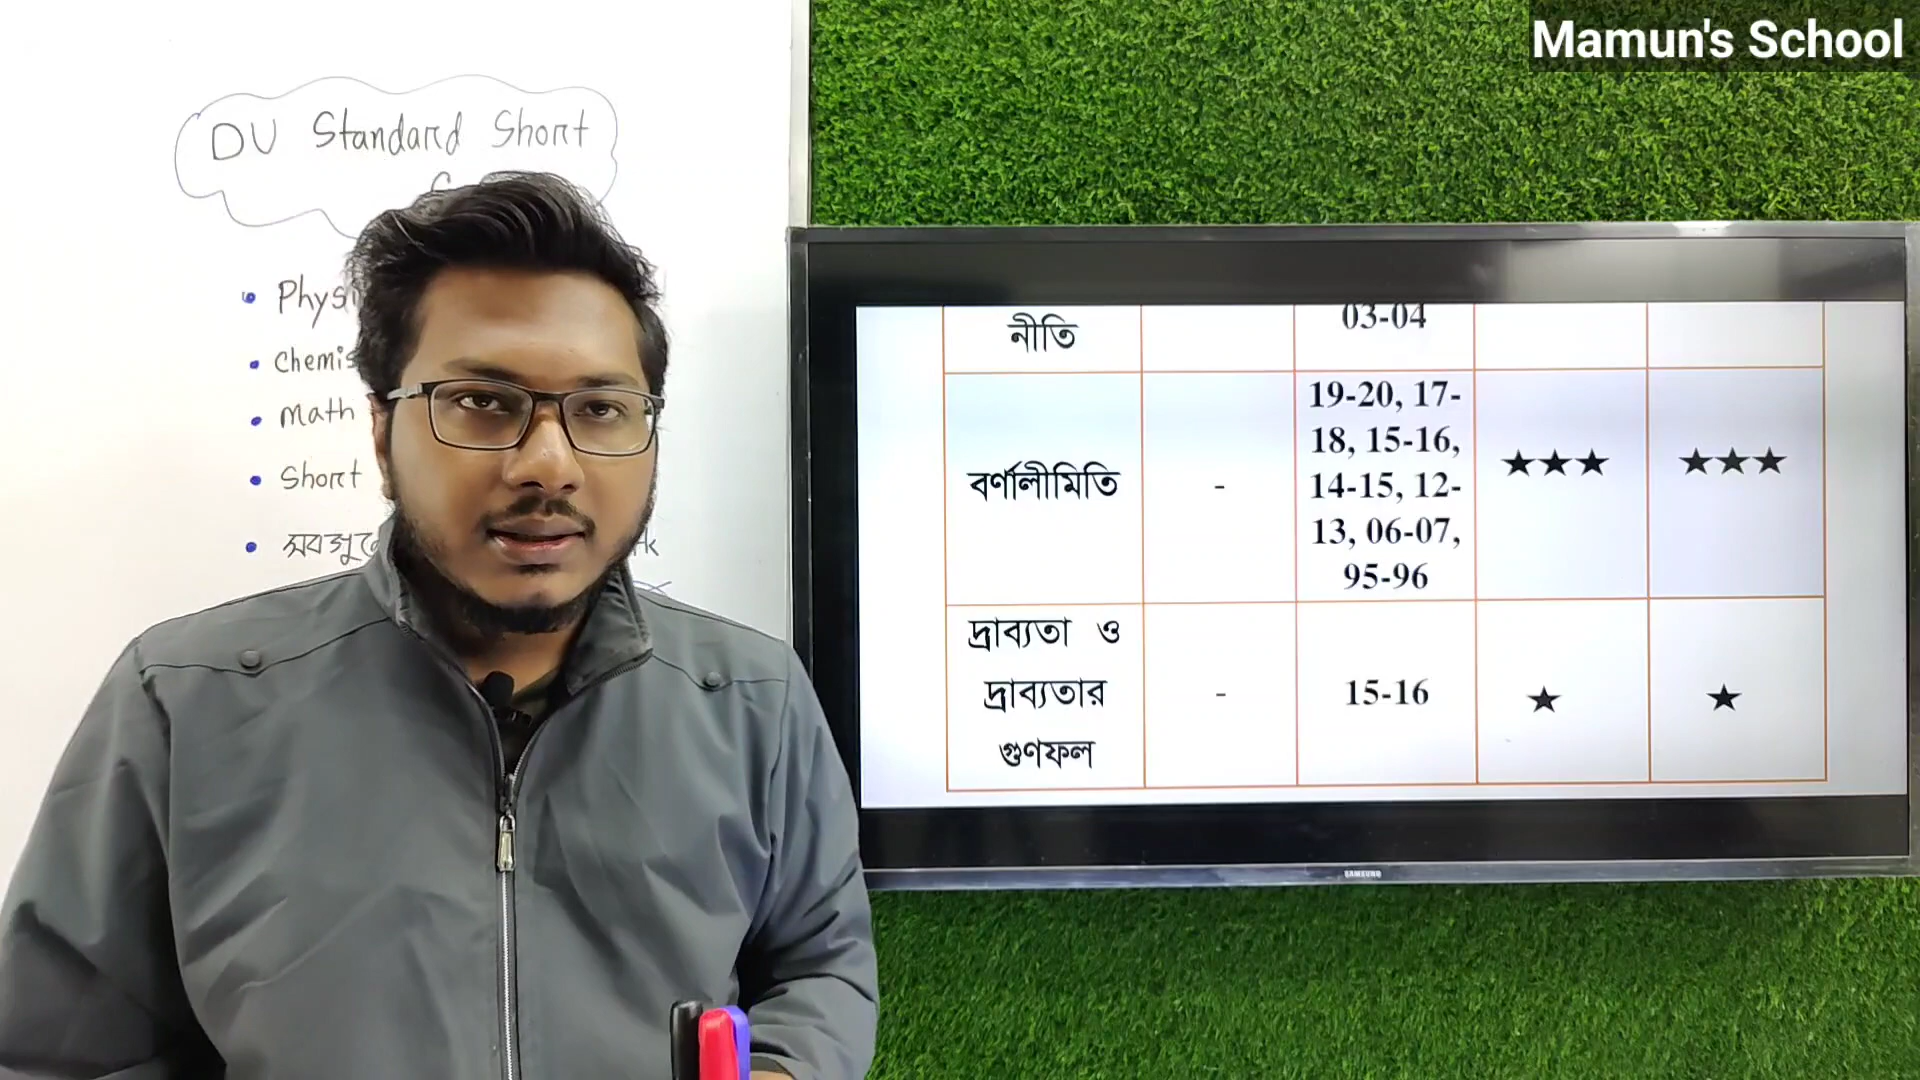 Mamun's School
DU Standard Short
Physi
Chemis
Math
Short
নীতি
03-04
বর্ণালীমিতি
-
19-20, 17-
18, 15-16,
14-15, 12-
13, 06-07,
95-96
★★★
★★★
দ্রাব্যতা ও
দ্রাব্যতার
গুণফল
-
15-16
★
★
SAMSUNG